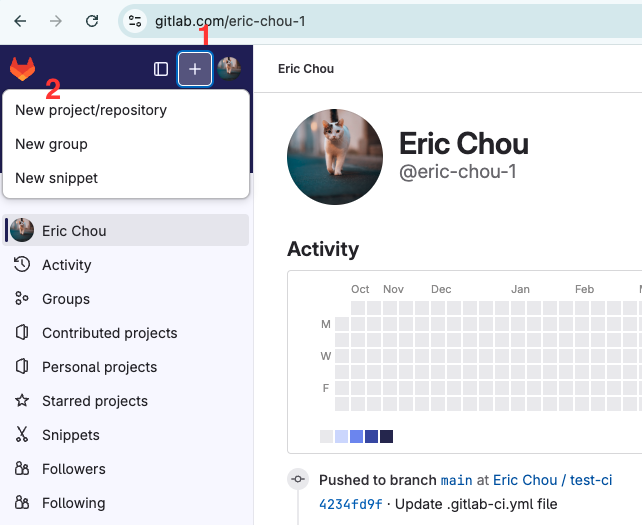 gitlab.com/eric-chou-1
1
Eric Chou
2
New project/repository
New group
New snippet
Eric Chou
Activity
Groups
Contributed projects
Personal projects
Starred projects
Snippets
Followers
Following
Eric Chou
@eric-chou-1
Activity
Oct Nov Dec Jan Feb
M
W
F
Pushed to branch main at Eric Chou / test-ci
4234fd9f · Update .gitlab-ci.yml file